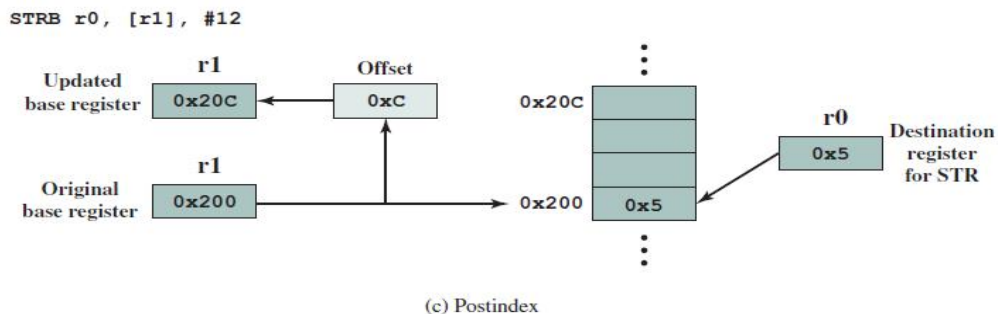 STRB r0, [r1], #12
r1
Offset
Updated
base register
0x20C
0xC
0x20C
r0
0x5
Destination
register
for STR
r1
Original
base register
0x200
0x200
0x5
(c) Postindex